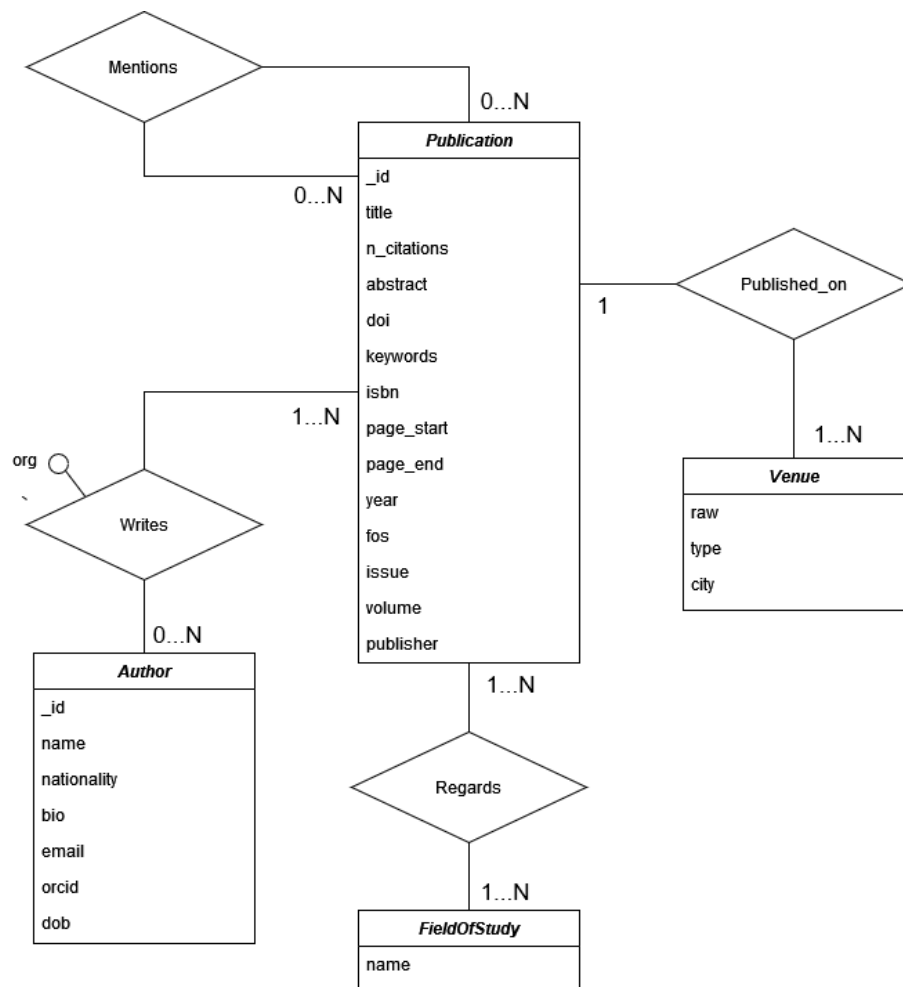 Mentions
0...N
Publication
_id
0...N
title
n_citations
abstract
Published_on
1
doi
keywords
isbn
1...N
page_start
1...N
org
page_end
Venue
year
raw
Writes
fos
type
issue
city
volume
0...N
publisher
Author
1...N
_id
name
nationality
Regards
bio
email
orcid
1...N
dob
FieldOfStudy
name